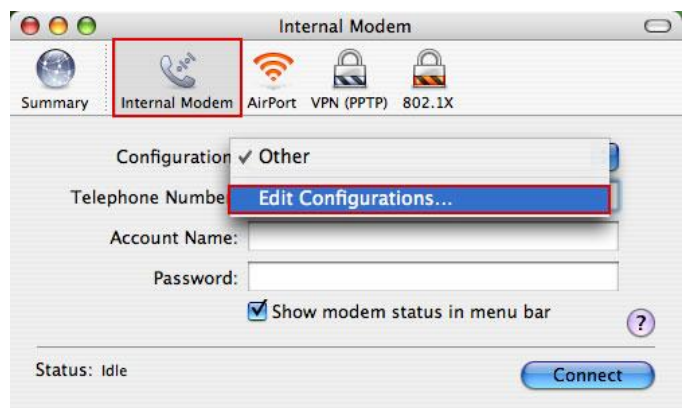 Internal Modem
Summary Internal Modem AirPort VPN (PPTP) 802.1X
Configuration ✓ Other
Telephone Numbe Edit Configurations...
Account Name:
Password:
Show modem status in menu bar
?
Status: Idle Connect